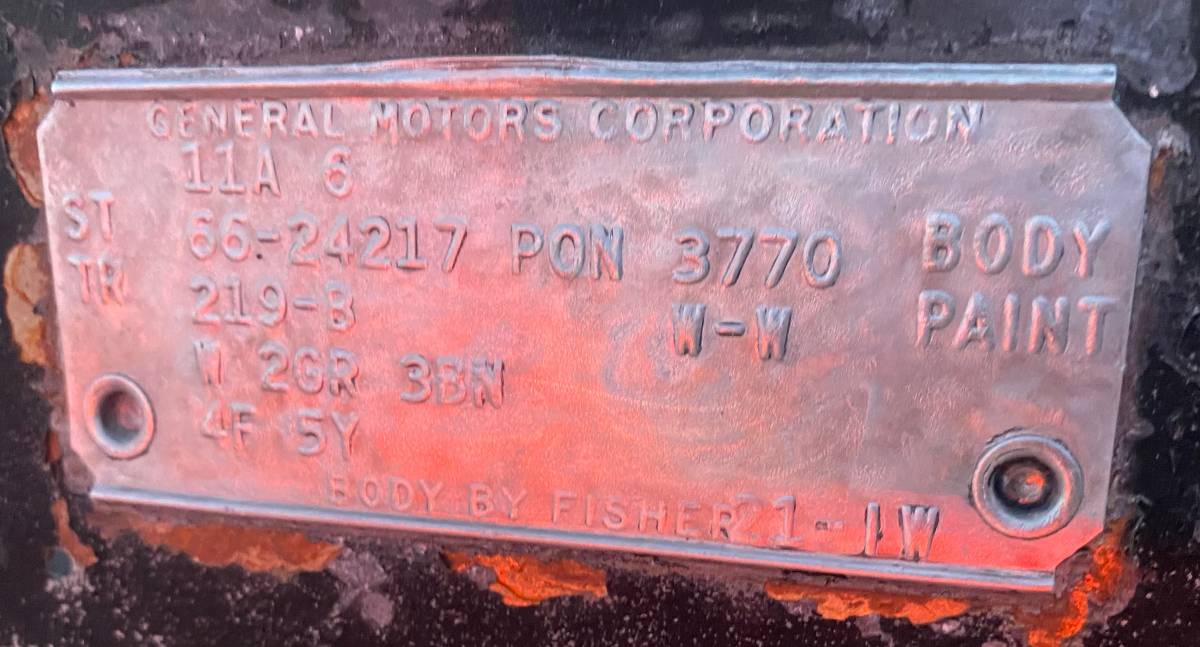 GENERAL MOTORS CORPORATION
11A 6
ST 66-24217 PON 3770 BODY
TR 219-B W-W PAINT
W 2GR 3BN
4F 5Y
BODY BY FISHER 21-1W